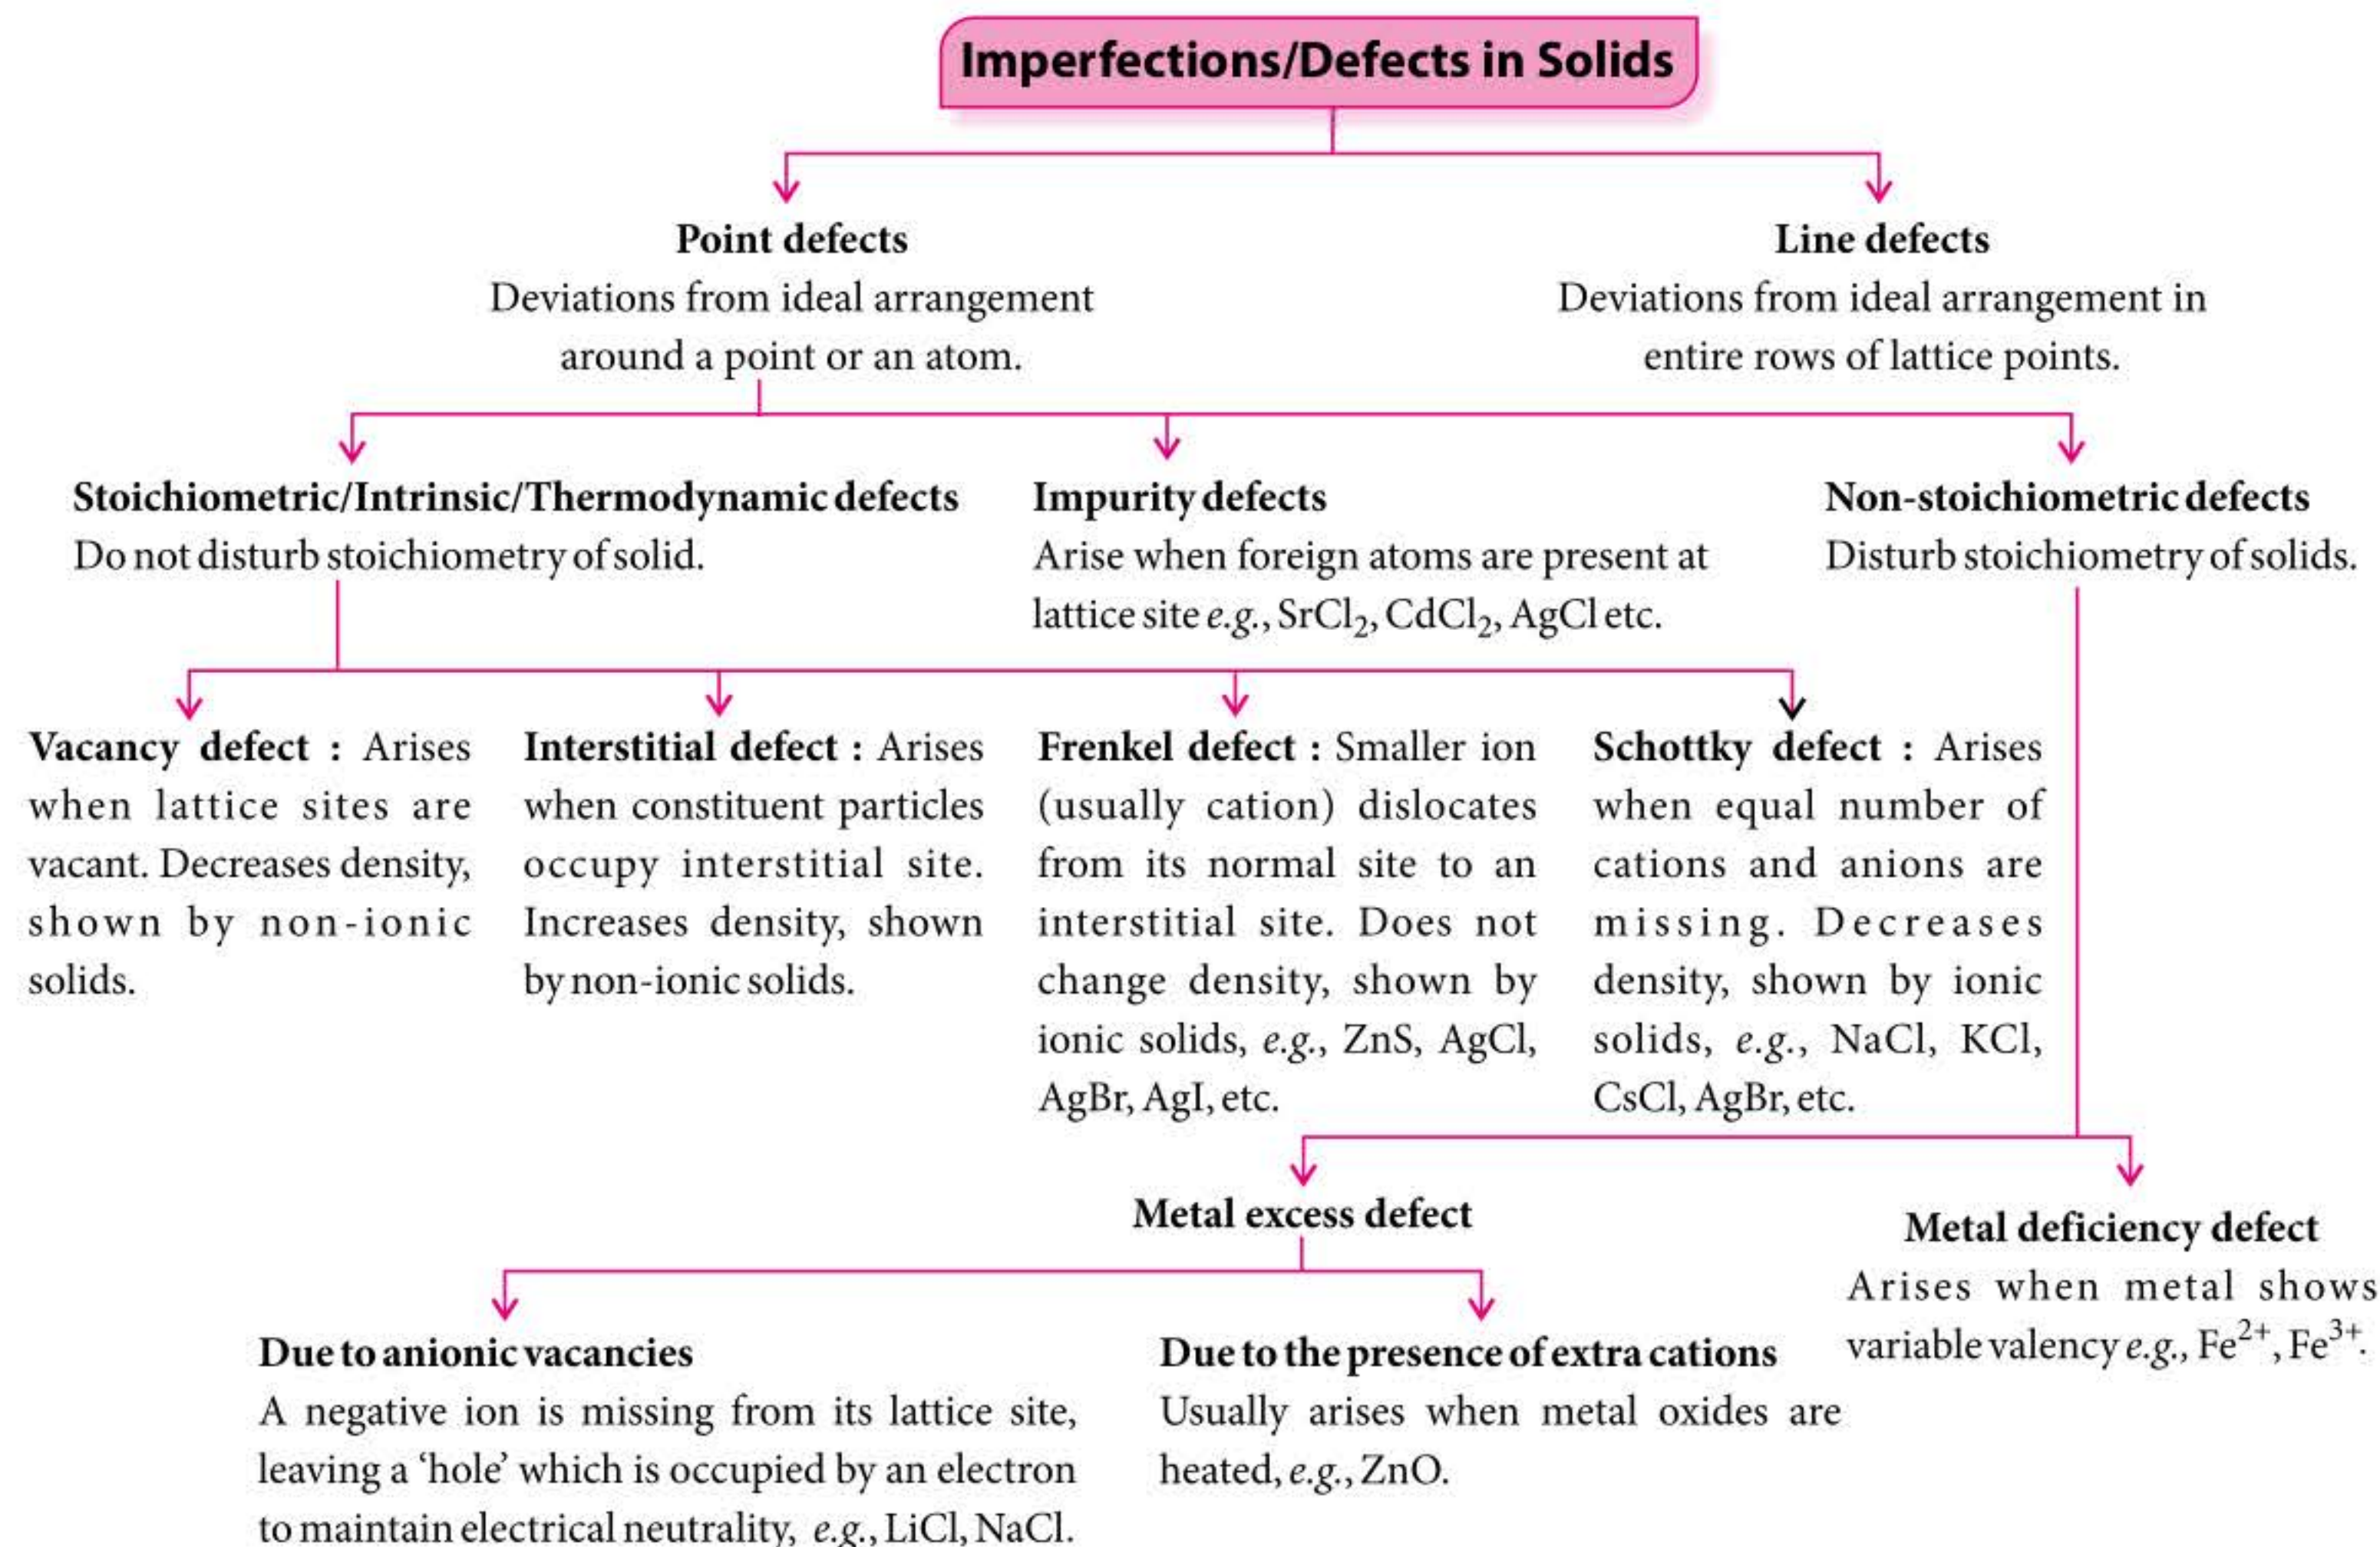 Imperfections/Defects in Solids
Point defects
Deviations from ideal arrangement
around a point or an atom.
Line defects
Deviations from ideal arrangement in
entire rows of lattice points.
Stoichiometric/Intrinsic/Thermodynamic defects
Do not disturb stoichiometry of solid.
Impurity defects
Arise when foreign atoms are present at
lattice site e.g., SrCl₂, CdCl₂, AgCl etc.
Non-stoichiometric defects
Disturb stoichiometry of solids.
Vacancy defect : Arises
when lattice sites are
vacant. Decreases density,
shown by non-ionic
solids.
Interstitial defect : Arises
when constituent particles
occupy interstitial site.
Increases density, shown
by non-ionic solids.
Frenkel defect : Smaller ion
(usually cation) dislocates
from its normal site to an
interstitial site. Does not
change density, shown by
ionic solids, e.g., ZnS, AgCl,
AgBr, AgI, etc.
Schottky defect : Arises
when equal number of
cations and anions are
missing. Decreases
density, shown by ionic
solids, e.g., NaCl, KCl,
CsCl, AgBr, etc.
Metal excess defect
Metal deficiency defect
Arises when metal shows
variable valency e.g., Fe²⁺, Fe³⁺.
Due to anionic vacancies
A negative ion is missing from its lattice site,
leaving a ‘hole’ which is occupied by an electron
to maintain electrical neutrality, e.g., LiCl, NaCl.
Due to the presence of extra cations
Usually arises when metal oxides are
heated, e.g., ZnO.